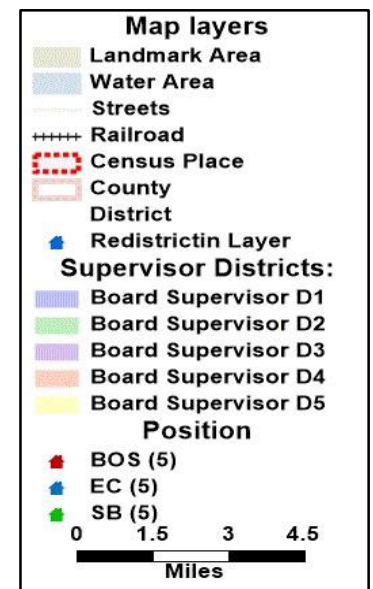 Map layers
Landmark Area
Water Area
Streets
Railroad
Census Place
County
District
Redistrictin Layer
Supervisor Districts:
Board Supervisor D1
Board Supervisor D2
Board Supervisor D3
Board Supervisor D4
Board Supervisor D5
Position
BOS (5)
EC (5)
SB (5)
0 1.5 3 4.5
Miles